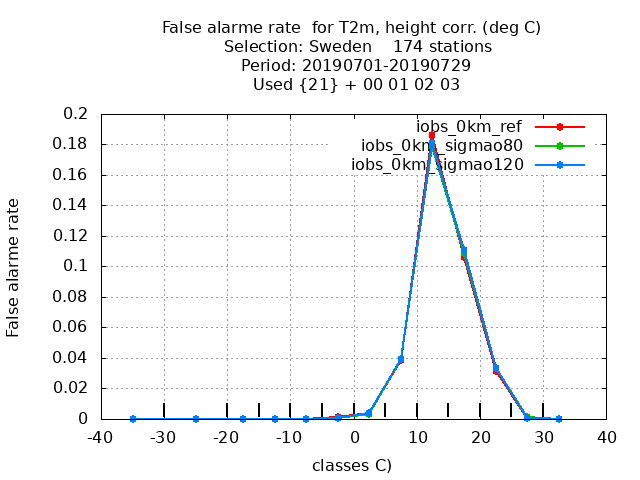 False alarme rate  for T2m, height corr. (deg C)
Selection: Sweden    174 stations
Period: 20190701-20190729
Used {21} + 00 01 02 03
iobs_0km_ref
iobs_0km_sigmao80
iobs_0km_sigmao120
False alarme rate
0.2
0.18
0.16
0.14
0.12
0.1
0.08
0.06
0.04
0.02
0
-40 -30 -20 -10 0 10 20 30 40
classes C)